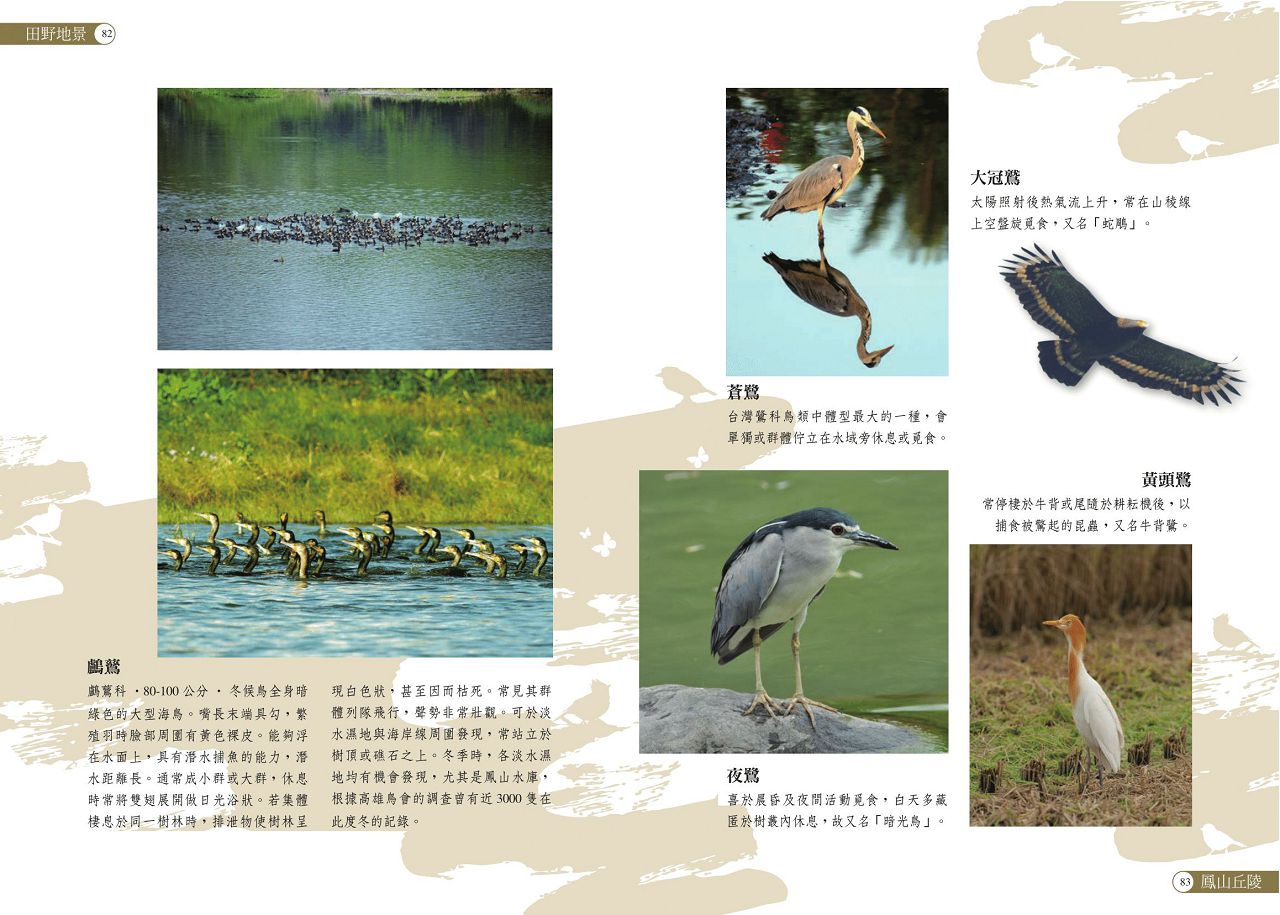 田野地景 82
鸕鶿
鸕鶿科 ‧80-100 公分 ‧ 冬候鳥全身暗
綠色的大型海鳥。嘴長末端具勾,繁
殖羽時臉部周圍有黃色裸皮。能夠浮
在水面上,具有潛水捕魚的能力,潛
水距離長。通常成小群或大群,休息
時常將雙翅展開做日光浴狀。若集體
棲息於同一樹林時,排泄物使樹林呈
現白色狀,甚至因而枯死。常見其群
體列隊飛行,聲勢非常壯觀。可於淡
水濕地與海岸線周圍發現,常站立於
樹頂或礁石之上。冬季時,各淡水濕
地均有機會發現,尤其是鳳山水庫,
根據高雄鳥會的調查曾有近 3000 隻在
此度冬的記錄。
蒼鷺
台灣鷺科鳥類中體型最大的一種,會
單獨或群體佇立在水域旁休息或覓食。
夜鷺
喜於晨昏及夜間活動覓食,白天多藏
匿於樹叢內休息,故又名「暗光鳥」。
大冠鷲
太陽照射後熱氣流上升,常在山稜線
上空盤旋覓食,又名「蛇鵰」。
黃頭鷺
常停棲於牛背或尾隨於耕耘機後,以
捕食被驚起的昆蟲,又名牛背鷺。
83 鳳山丘陵